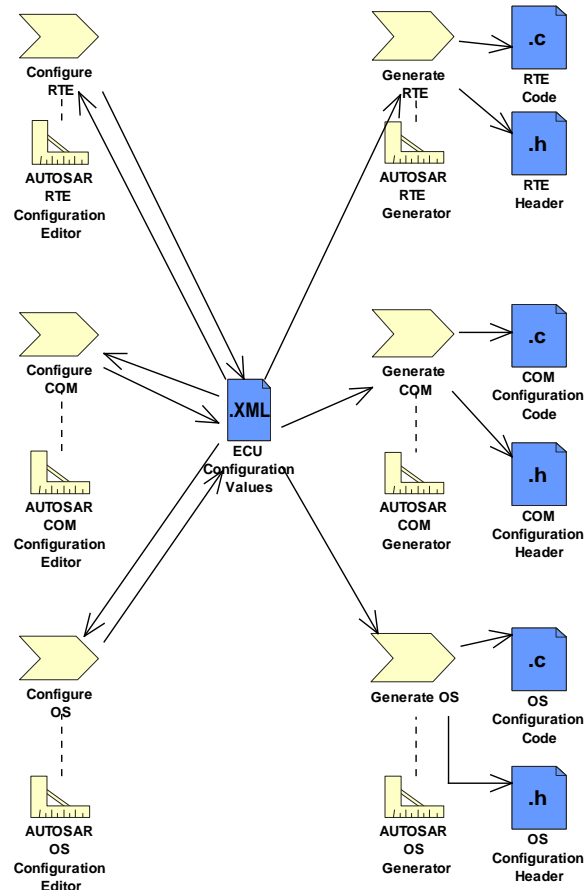 Configure
RTE
AUTOSAR
RTE
Configuration
Editor
Generate
RTE
AUTOSAR
RTE
Generator
.c
RTE
Code
.h
RTE
Header
Configure
COM
AUTOSAR
COM
Configuration
Editor
.XML
ECU
Configuration
Values
Generate
COM
AUTOSAR
COM
Generator
.c
COM
Configuration
Code
.h
COM
Configuration
Header
Configure
OS
AUTOSAR
OS
Configuration
Editor
Generate OS
AUTOSAR
OS
Generator
.c
OS
Configuration
Code
.h
OS
Configuration
Header